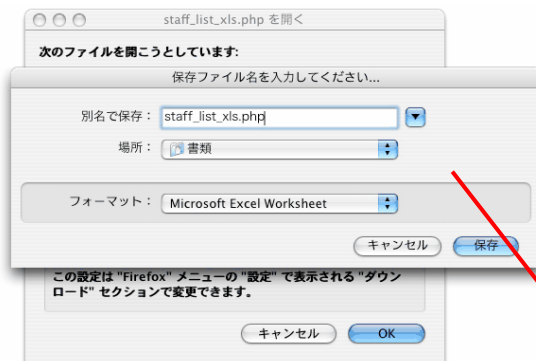 staff_list_xls.php を開く
次のファイルを開こうとしています:
保存ファイル名を入力してください...
別名で保存： staff_list_xls.php
場所： 書類
フォーマット： Microsoft Excel Worksheet
キャンセル 保存
この設定は "Firefox" メニューの "設定" で表示される "ダウン
ロード" セクションで変更できます。
キャンセル OK